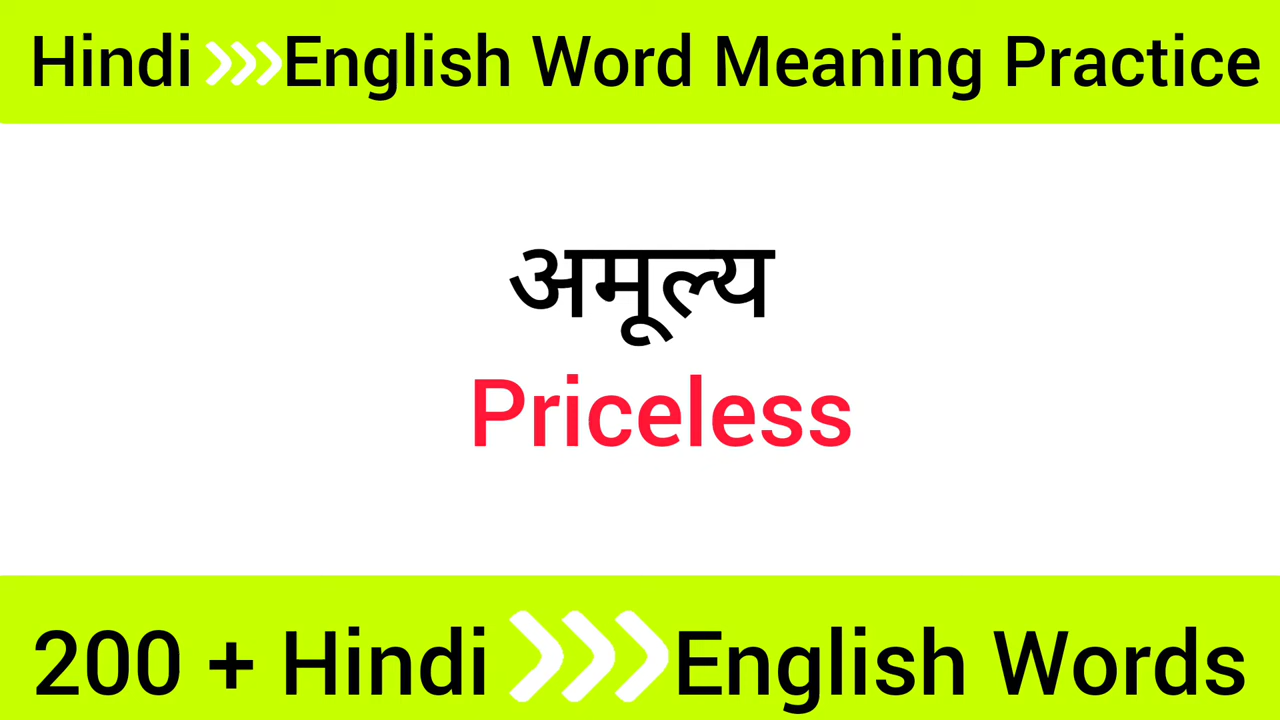 Hindi >>> English Word Meaning Practice
अमूल्य
Priceless
200 + Hindi >>> English Words